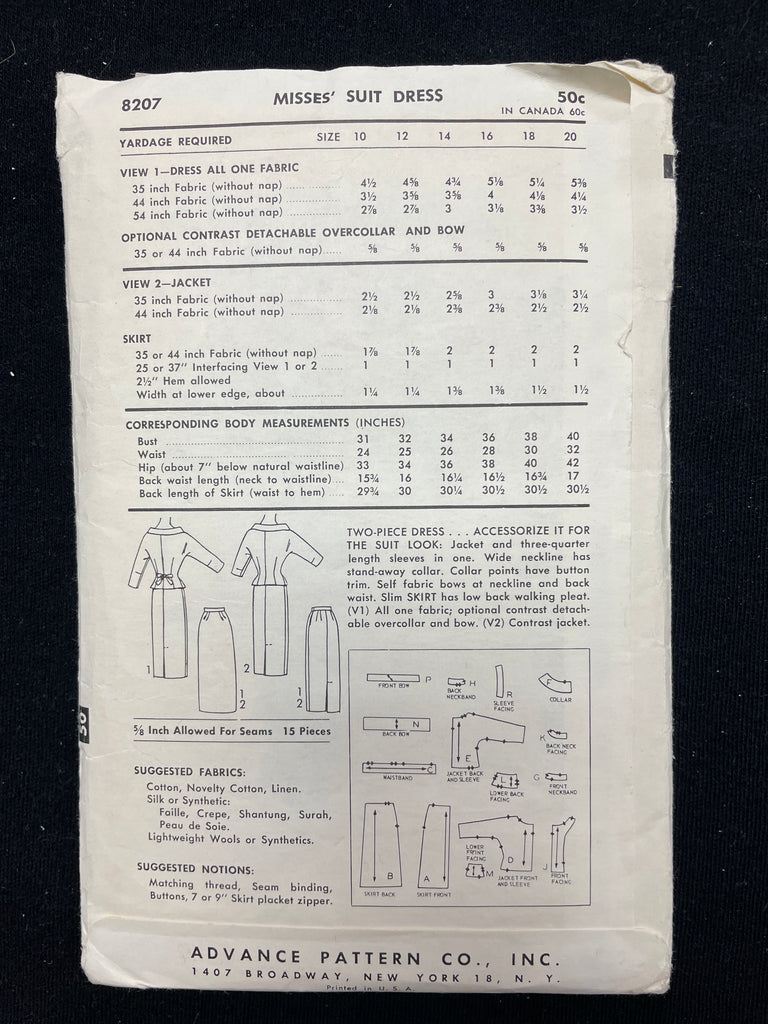 8207 MISSES' SUIT DRESS 50c
IN CANADA 60c
YARDAGE REQUIRED SIZE 10 12 14 16 18 20
VIEW 1—DRESS ALL ONE FABRIC
35 inch Fabric (without nap) 4½ 4⅝ 4¾ 5⅛ 5¼ 5⅜
44 inch Fabric (without nap) 3½ 3⅝ 3⅝ 4 4⅛ 4¼
54 inch Fabric (without nap) 2⅞ 2⅞ 3 3⅛ 3⅜ 3½
OPTIONAL CONTRAST DETACHABLE OVERCOLLAR AND BOW
35 or 44 inch Fabric (without nap) ⅝ ⅝ ⅝ ⅝ ⅝ ⅝
VIEW 2—JACKET
35 inch Fabric (without nap) 2½ 2½ 2⅝ 3 3⅛ 3¼
44 inch Fabric (without nap) 2⅛ 2⅛ 2⅜ 2⅜ 2½ 2½
SKIRT
35 or 44 inch Fabric (without nap) 1⅞ 1⅞ 2 2 2 2
25 or 37" Interfacing View 1 or 2 1 1 1 1 1 1
2½" Hem allowed
Width at lower edge, about 1¼ 1¼ 1⅜ 1⅜ 1½ 1½
CORRESPONDING BODY MEASUREMENTS (INCHES)
Bust 31 32 34 36 38 40
Waist 24 25 26 28 30 32
Hip (about 7" below natural waistline) 33 34 36 38 40 42
Back waist length (neck to waistline) 15¾ 16 16¼ 16½ 16¾ 17
Back length of Skirt (waist to hem) 29¾ 30 30¼ 30½ 30½ 30½
TWO-PIECE DRESS . . . ACCESSORIZE IT FOR
THE SUIT LOOK: Jacket and three-quarter
length sleeves in one. Wide neckline has
stand-away collar. Collar points have button
trim. Self fabric bows at neckline and back
waist. Slim SKIRT has low back walking pleat.
(V1) All one fabric; optional contrast detach-
able overcollar and bow. (V2) Contrast jacket.
1
2
1
2
1
2
⅝ Inch Allowed For Seams 15 Pieces
SUGGESTED FABRICS:
Cotton, Novelty Cotton, Linen.
Silk or Synthetic:
Faille, Crepe, Shantung, Surah,
Peau de Soie.
Lightweight Wools or Synthetics.
SUGGESTED NOTIONS:
Matching thread, Seam binding,
Buttons, 7 or 9" Skirt placket zipper.
P
FRONT BOW
H
BACK
NECKBAND
R
SLEEVE
FACING
F
COLLAR
N
BACK BOW
E
JACKET BACK
AND SLEEVE
K
BACK NECK
FACING
C
WAISTBAND
L
LOWER BACK
FACING
G
FRONT
NECKBAND
B
SKIRT BACK
A
SKIRT FRONT
LOWER
FRONT
FACING
M
D
JACKET FRONT
AND SLEEVE
J
FRONT
FACING
ADVANCE PATTERN CO., INC.
1407 BROADWAY, NEW YORK 18, N. Y.
Printed in U. S. A.